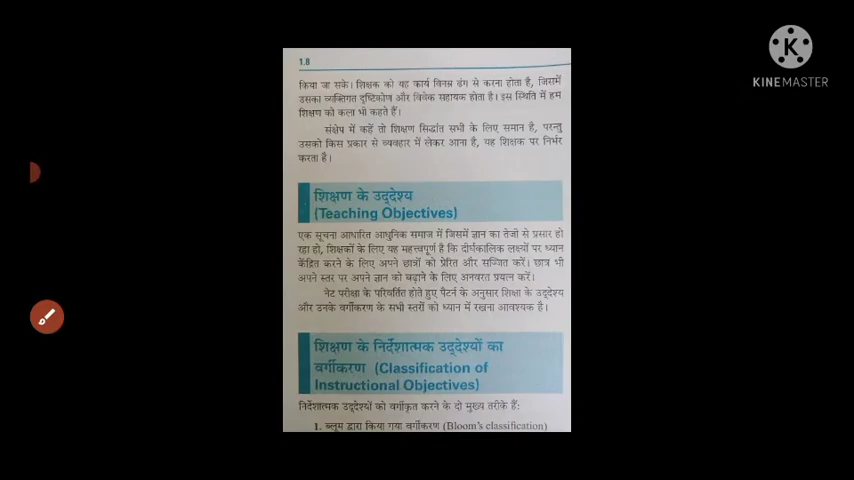 1.8
किया जा सके। शिक्षक को यह कार्य विनम्र ढंग से करना होता है, जिसमें
उसका व्यक्तिगत दृष्टिकोण और विवेक सहायक होता है। इस स्थिति में हम
शिक्षण को कला भी कहते हैं।
संक्षेप में कहें तो शिक्षण सिद्धांत सभी के लिए समान है, परन्तु
उसको किस प्रकार से व्यवहार में लेकर आना है, यह शिक्षक पर निर्भर
करता है।
शिक्षण के उद्देश्य
(Teaching Objectives)
एक सूचना आधारित आधुनिक समाज में जिसमें ज्ञान का तेजी से प्रसार हो
रहा हो, शिक्षकों के लिए यह महत्त्वपूर्ण है कि दीर्घकालिक लक्ष्यों पर ध्यान
केंद्रित करने के लिए अपने छात्रों को प्रेरित और सज्जित करें। छात्र भी
अपने स्तर पर अपने ज्ञान को बढ़ाने के लिए अनवरत प्रयत्न करें।
नेट परीक्षा के परिवर्तित होते हुए पैटर्न के अनुसार शिक्षा के उद्देश्य
और उनके वर्गीकरण के सभी स्तरों को ध्यान में रखना आवश्यक है।
शिक्षण के निर्देशात्मक उद्देश्यों का
वर्गीकरण (Classification of
Instructional Objectives)
निर्देशात्मक उद्देश्यों को वर्गीकृत करने के दो मुख्य तरीके हैं:
1. ब्लूम द्वारा किया गया वर्गीकरण (Bloom's classification)
K
KINEMASTER